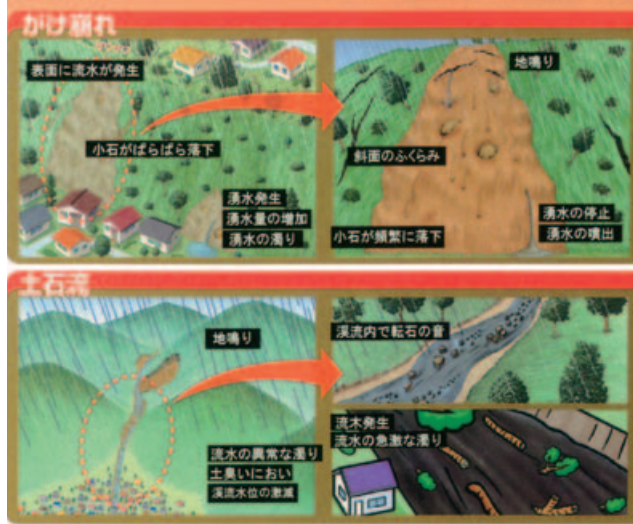 がけ崩れ
表面に流水が発生
小石がぱらぱら落下
湧水発生
湧水量の増加
湧水の濁り
地鳴り
斜面のふくらみ
小石が頻繁に落下
湧水の停止
湧水の噴出
土石流
地鳴り
流水の異常な濁り
土臭いにおい
渓流水位の激減
渓流内で転石の音
流木発生
流水の急激な濁り